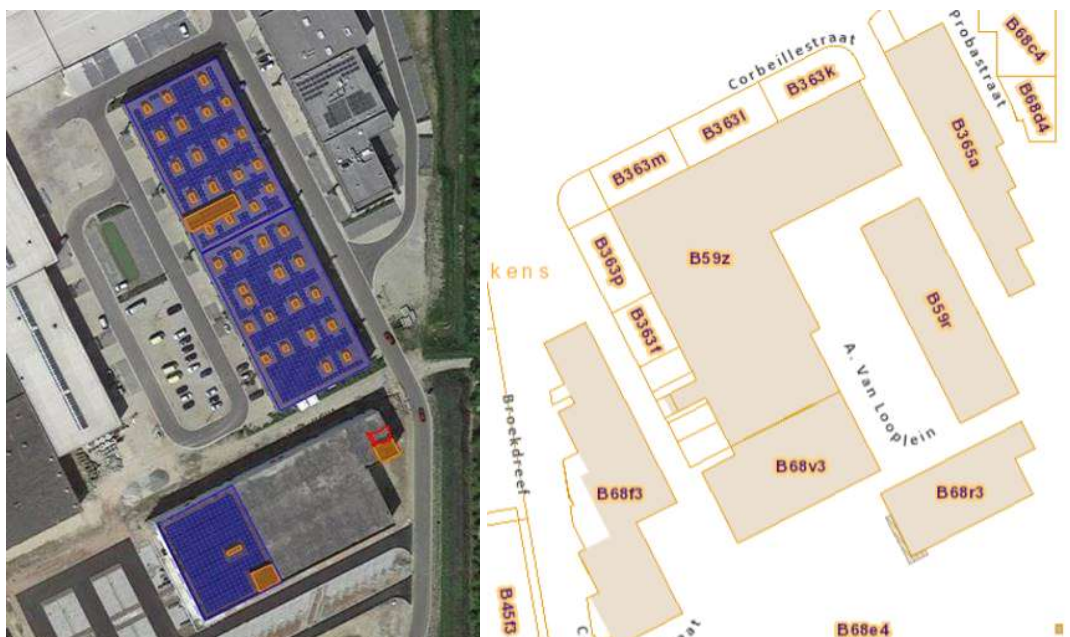 Corbeillestraat
Probastraat
B68c4
B68d4
B363k
B363l
B363m
B365a
B363p
B59z
kens
B363f
B59r
A. Van Looplein
Broekdreef
B68v3
B68f3
B68r3
B45f3
B68e4